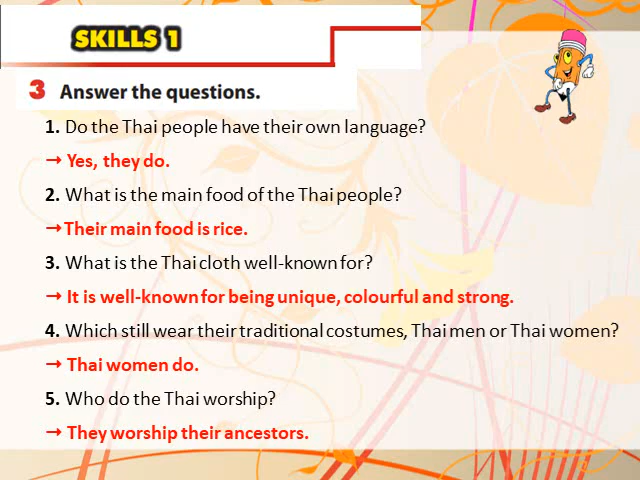 SKILLS 1
3 Answer the questions.
1. Do the Thai people have their own language?
→ Yes, they do.
2. What is the main food of the Thai people?
→ Their main food is rice.
3. What is the Thai cloth well-known for?
→ It is well-known for being unique, colourful and strong.
4. Which still wear their traditional costumes, Thai men or Thai women?
→ Thai women do.
5. Who do the Thai worship?
→ They worship their ancestors.